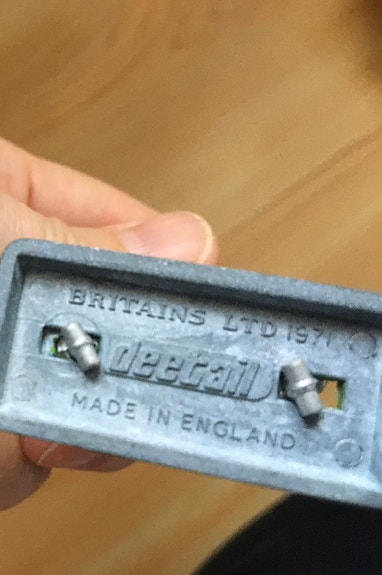 BRITAINS LTD 1971
deetail
MADE IN ENGLAND